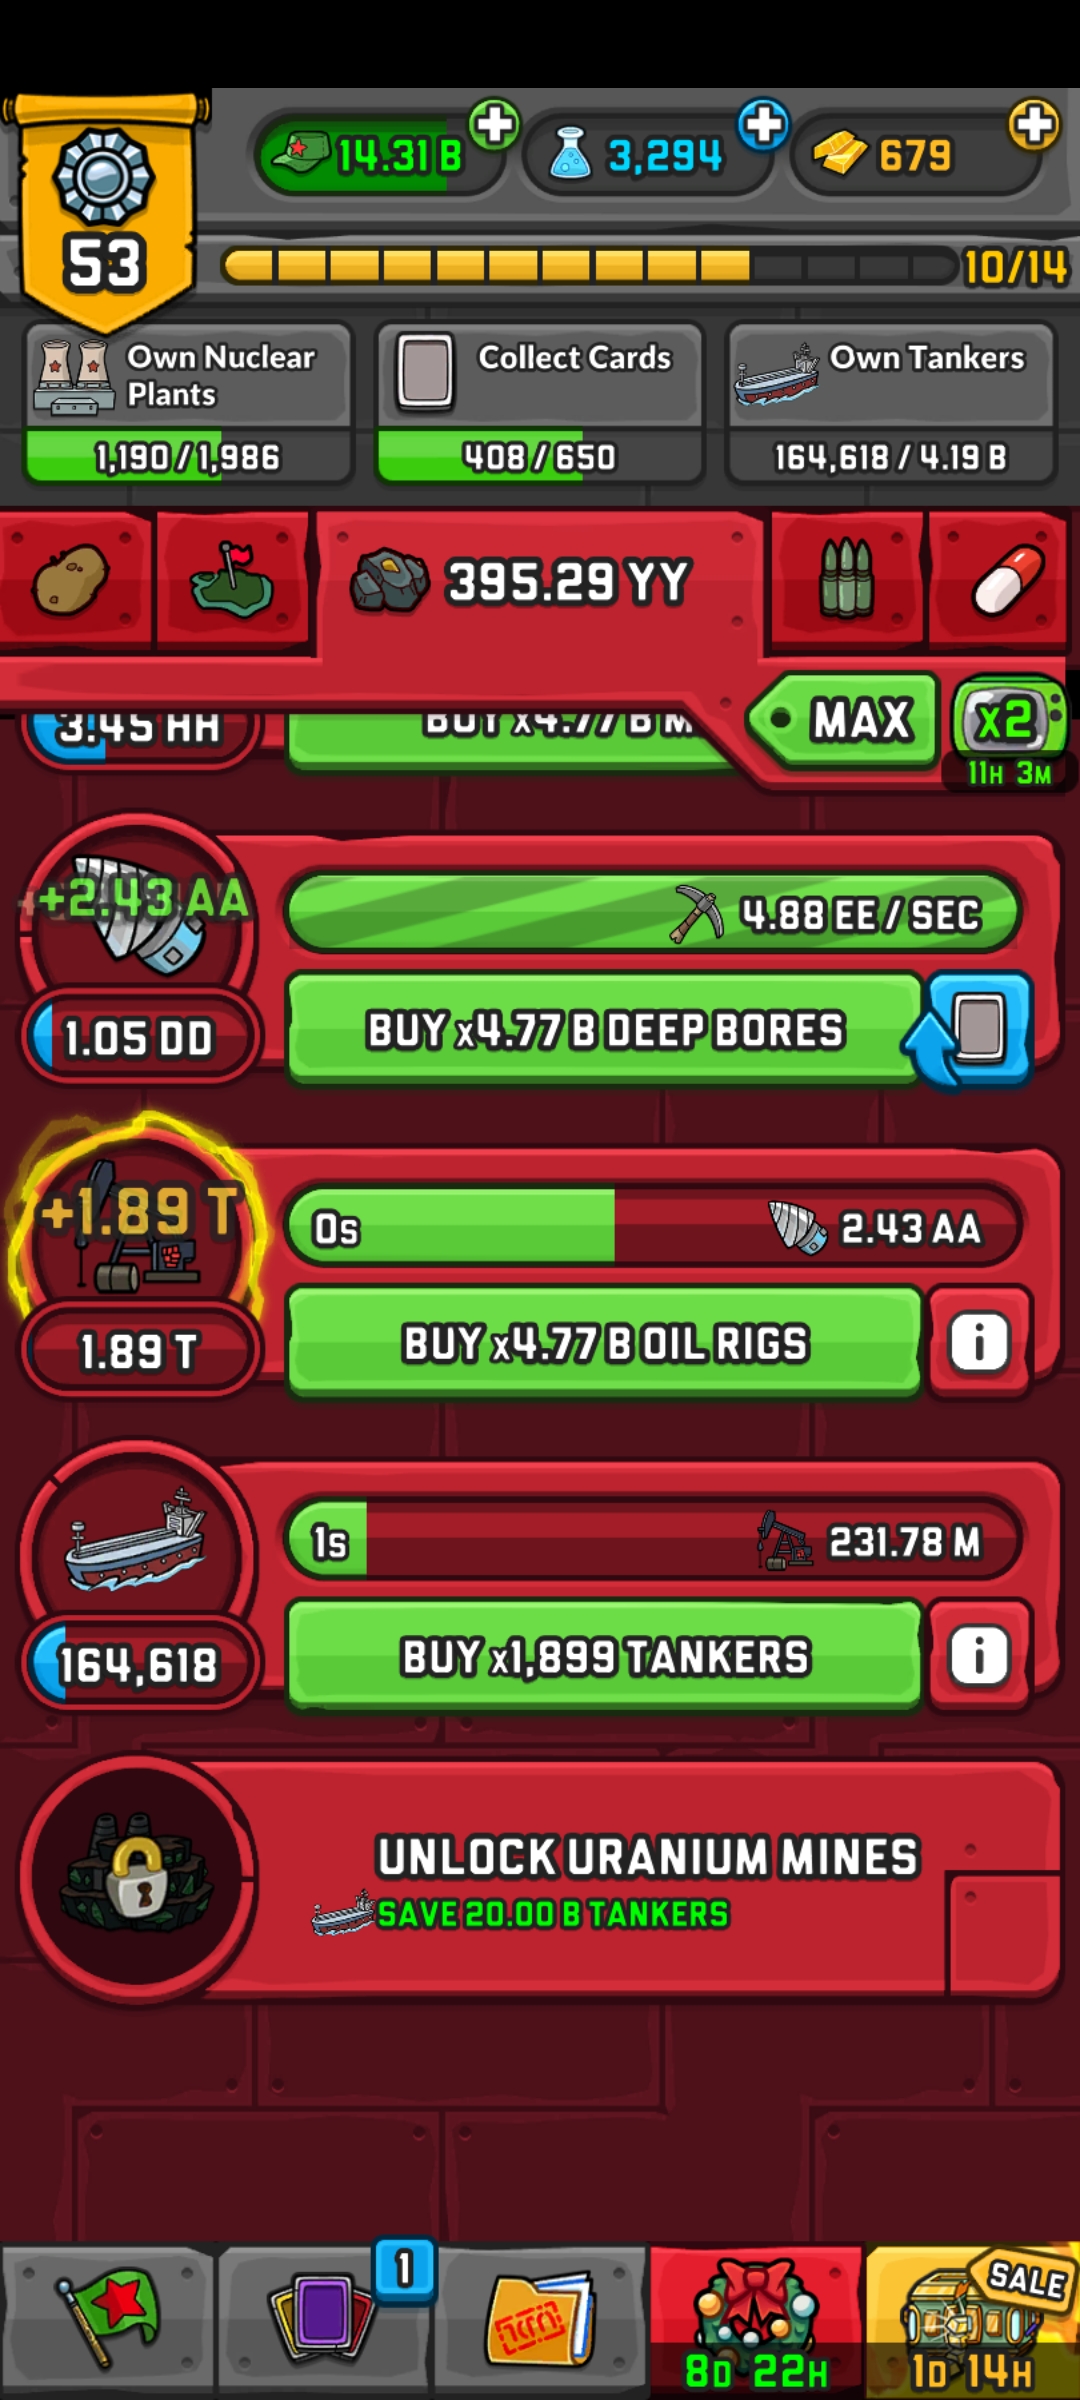 14.31 B
3,294
679
53
10/14
Own Nuclear
Plants
1,190 / 1,986
Collect Cards
408 / 650
Own Tankers
164,618 / 4.19 B
395.29 YY
MAX
x2
11H 3M
3.45 HH
BUY x4.77 B M
+2.43 AA
4.88 EE / SEC
1.05 DD
BUY x4.77 B DEEP BORES
+1.89 T
0s
2.43 AA
1.89 T
BUY x4.77 B OIL RIGS
i
1s
231.78 M
164,618
BUY x1,899 TANKERS
i
UNLOCK URANIUM MINES
SAVE 20.00 B TANKERS
1
SALE
8D 22H
1D 14H